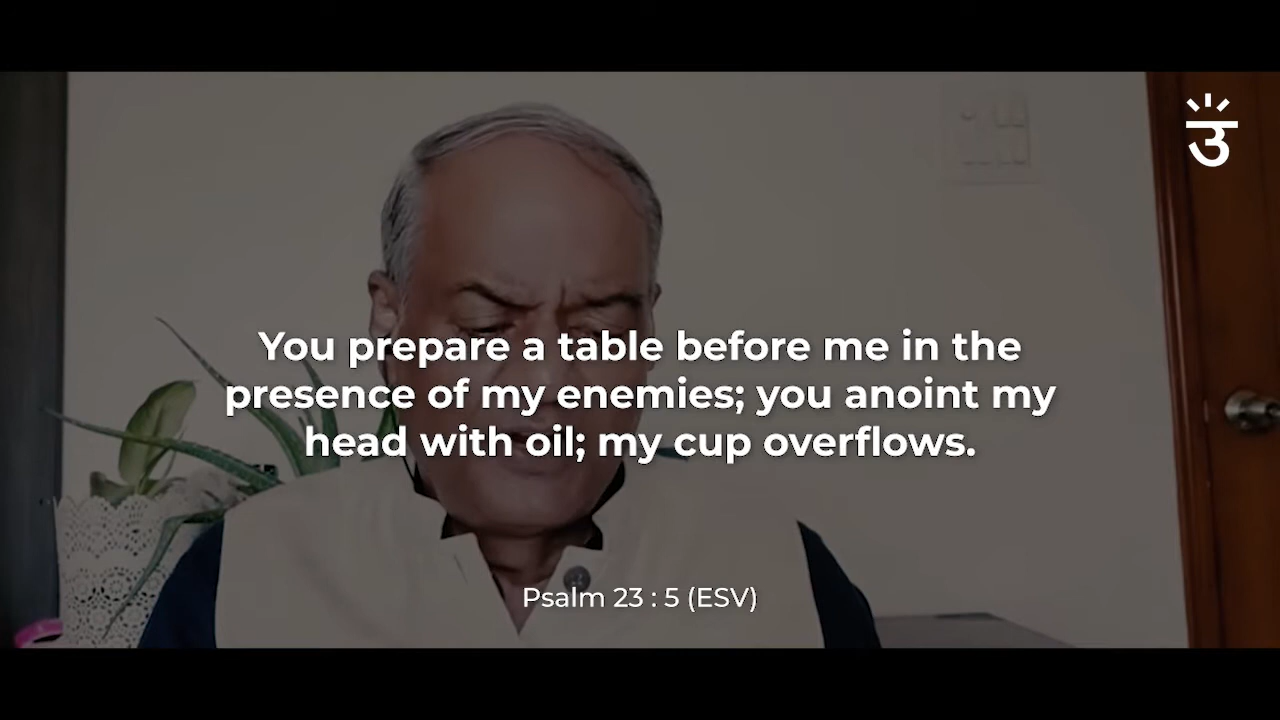 उ
You prepare a table before me in the
presence of my enemies; you anoint my
head with oil; my cup overflows.
Psalm 23 : 5 (ESV)